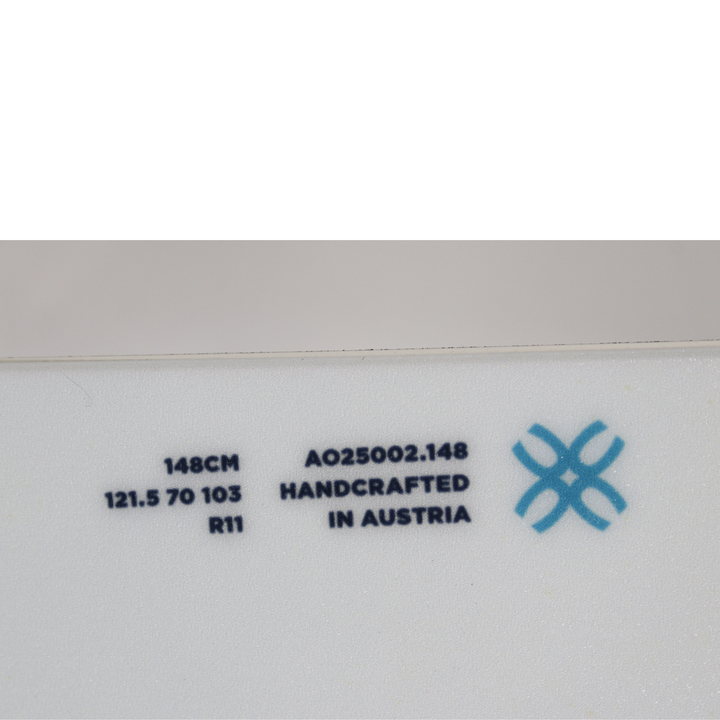 148CM
121.5 70 103
R11
AO25002.148
HANDCRAFTED
IN AUSTRIA